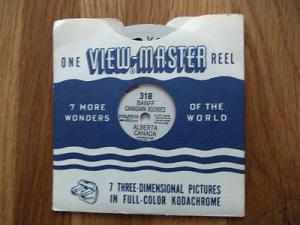 ONE VIEW-MASTER REEL
318
BANFF
CANADIAN ROCKIES
ALBERTA
CANADA
7 MORE WONDERS OF THE WORLD
7 THREE-DIMENSIONAL PICTURES
IN FULL-COLOR KODACHROME